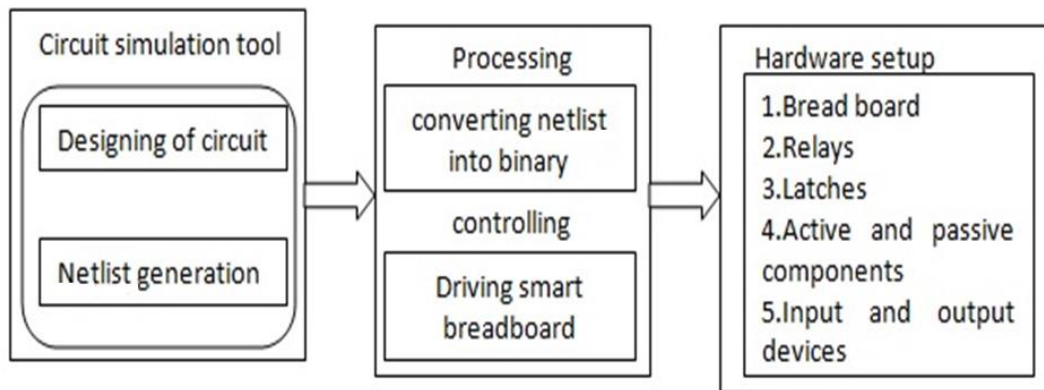 Circuit simulation tool
Designing of circuit
Netlist generation
Processing
converting netlist
into binary
controlling
Driving smart
breadboard
Hardware setup
1.Bread board
2.Relays
3.Latches
4.Active and passive
components
5.Input and output
devices